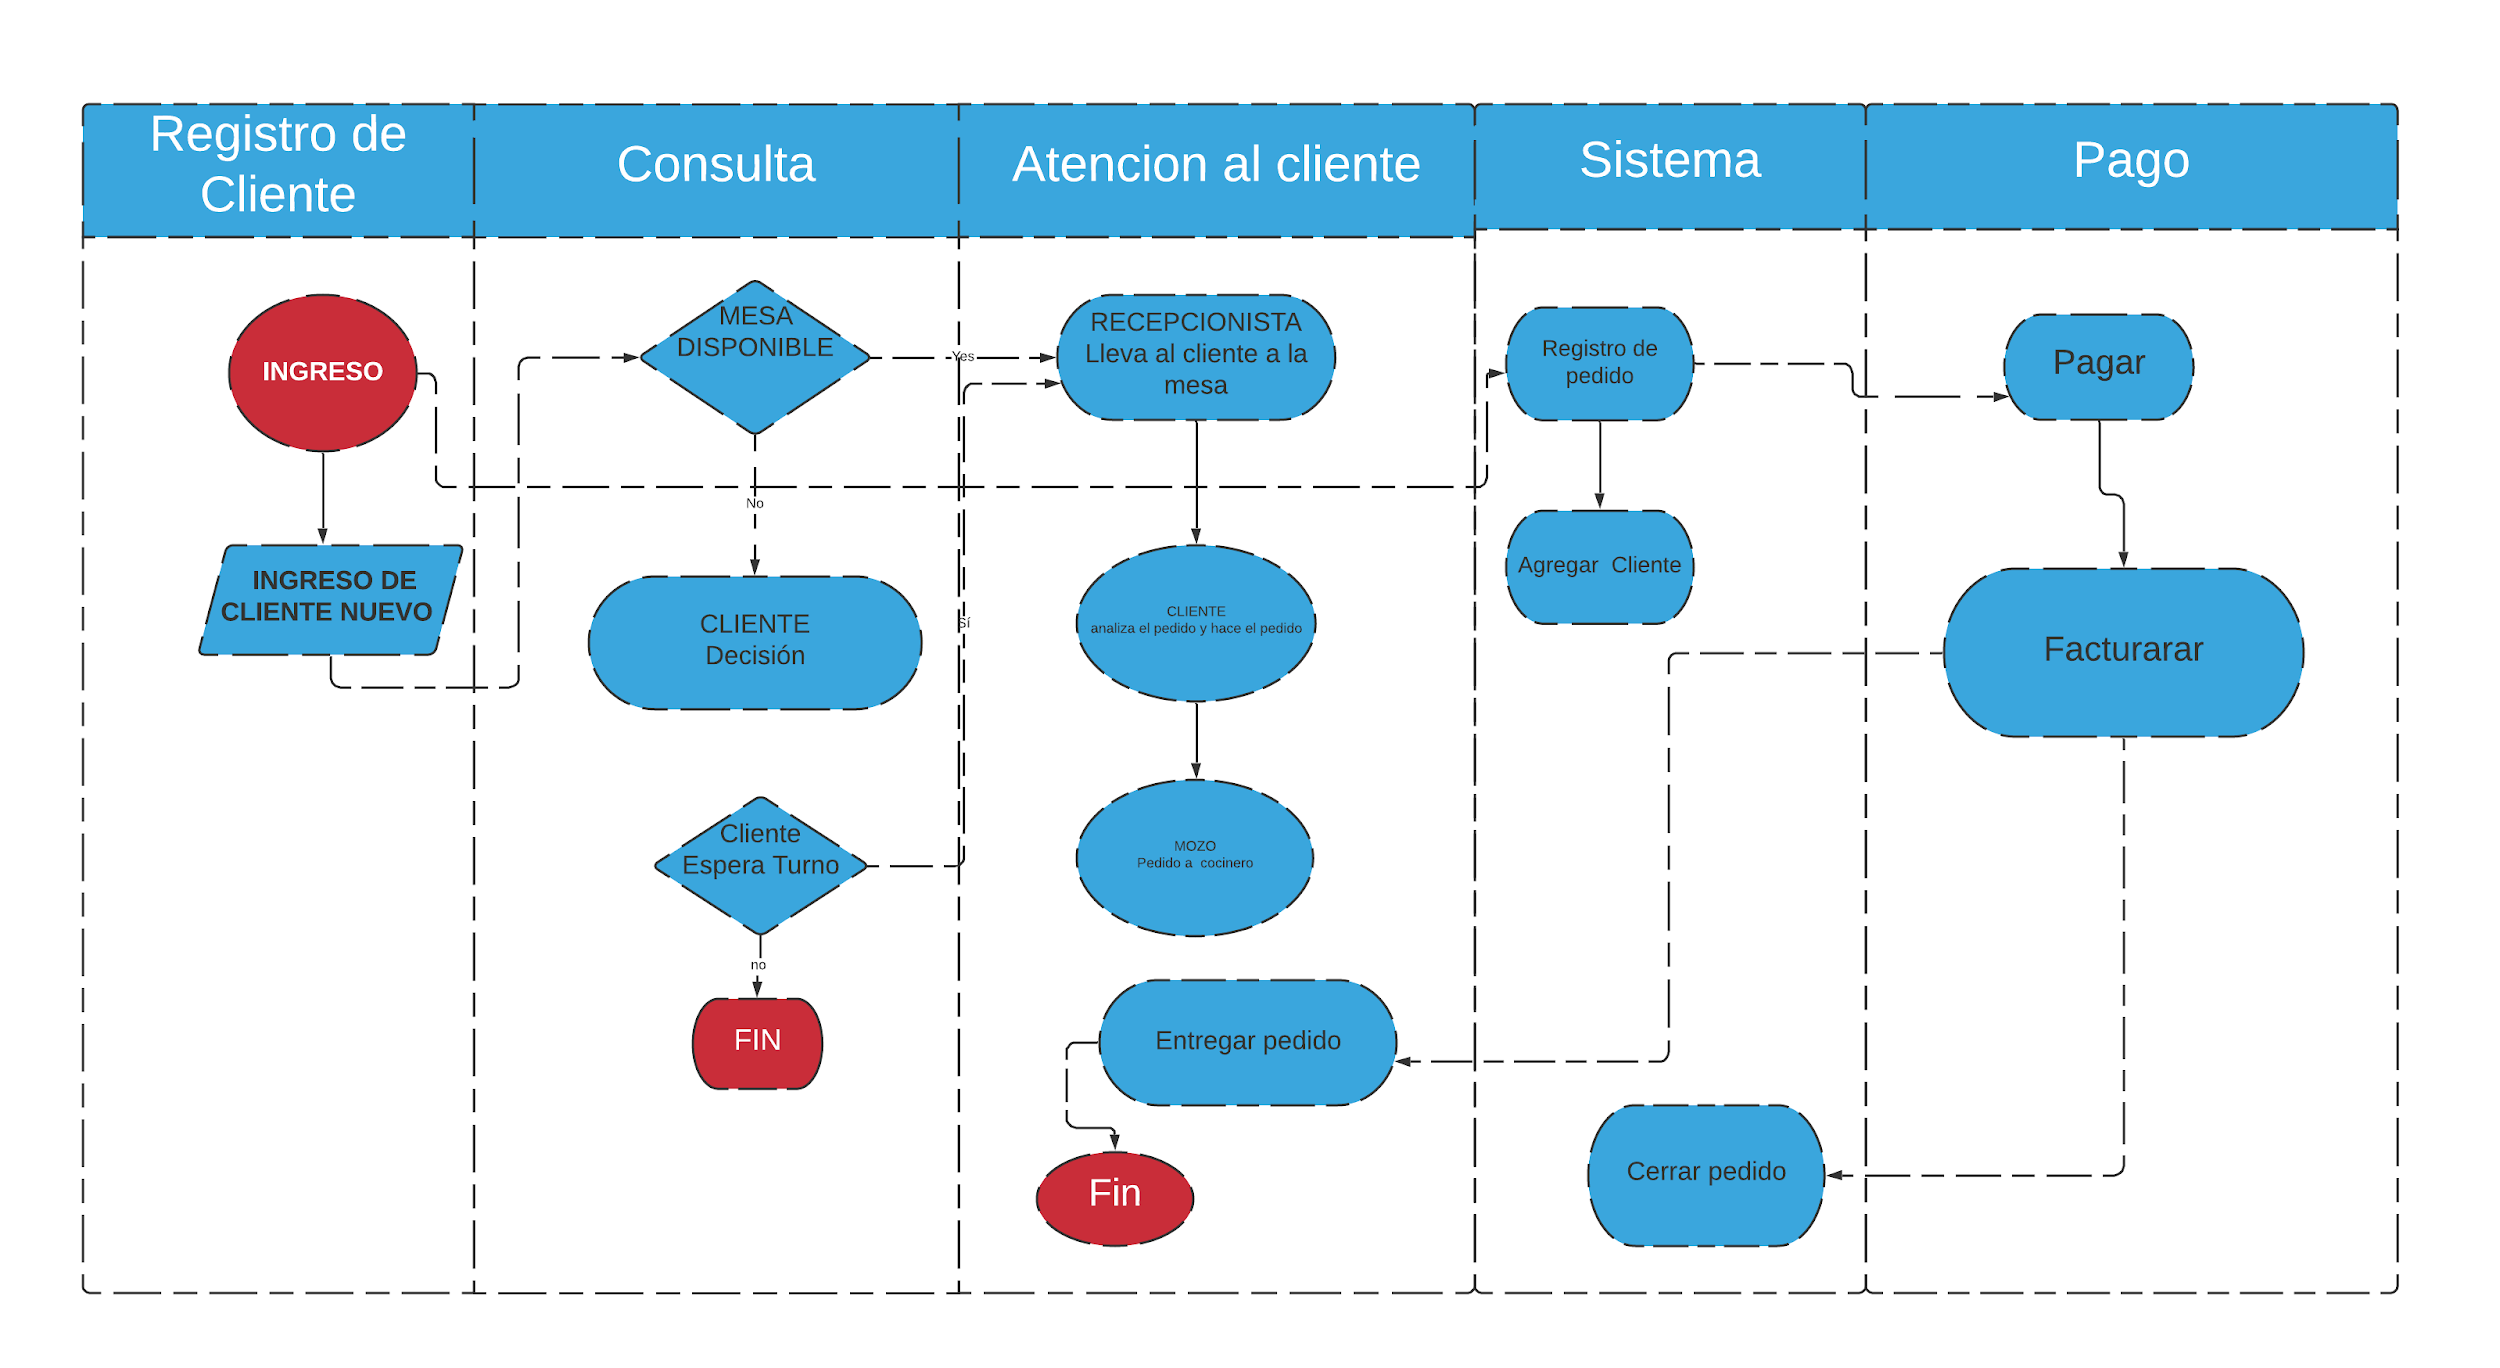 Registro de
Cliente
Consulta
Atencion al cliente
Sistema
Pago
INGRESO
INGRESO DE
CLIENTE NUEVO
MESA
DISPONIBLE
Yes
No
CLIENTE
Decisión
Cliente
Espera Turno
Sí
no
FIN
RECEPCIONISTA
Lleva al cliente a la
mesa
CLIENTE
analiza el pedido y hace el pedido
MOZO
Pedido a  cocinero
Entregar pedido
Fin
Registro de
pedido
Agregar  Cliente
Cerrar pedido
Pagar
Facturarar